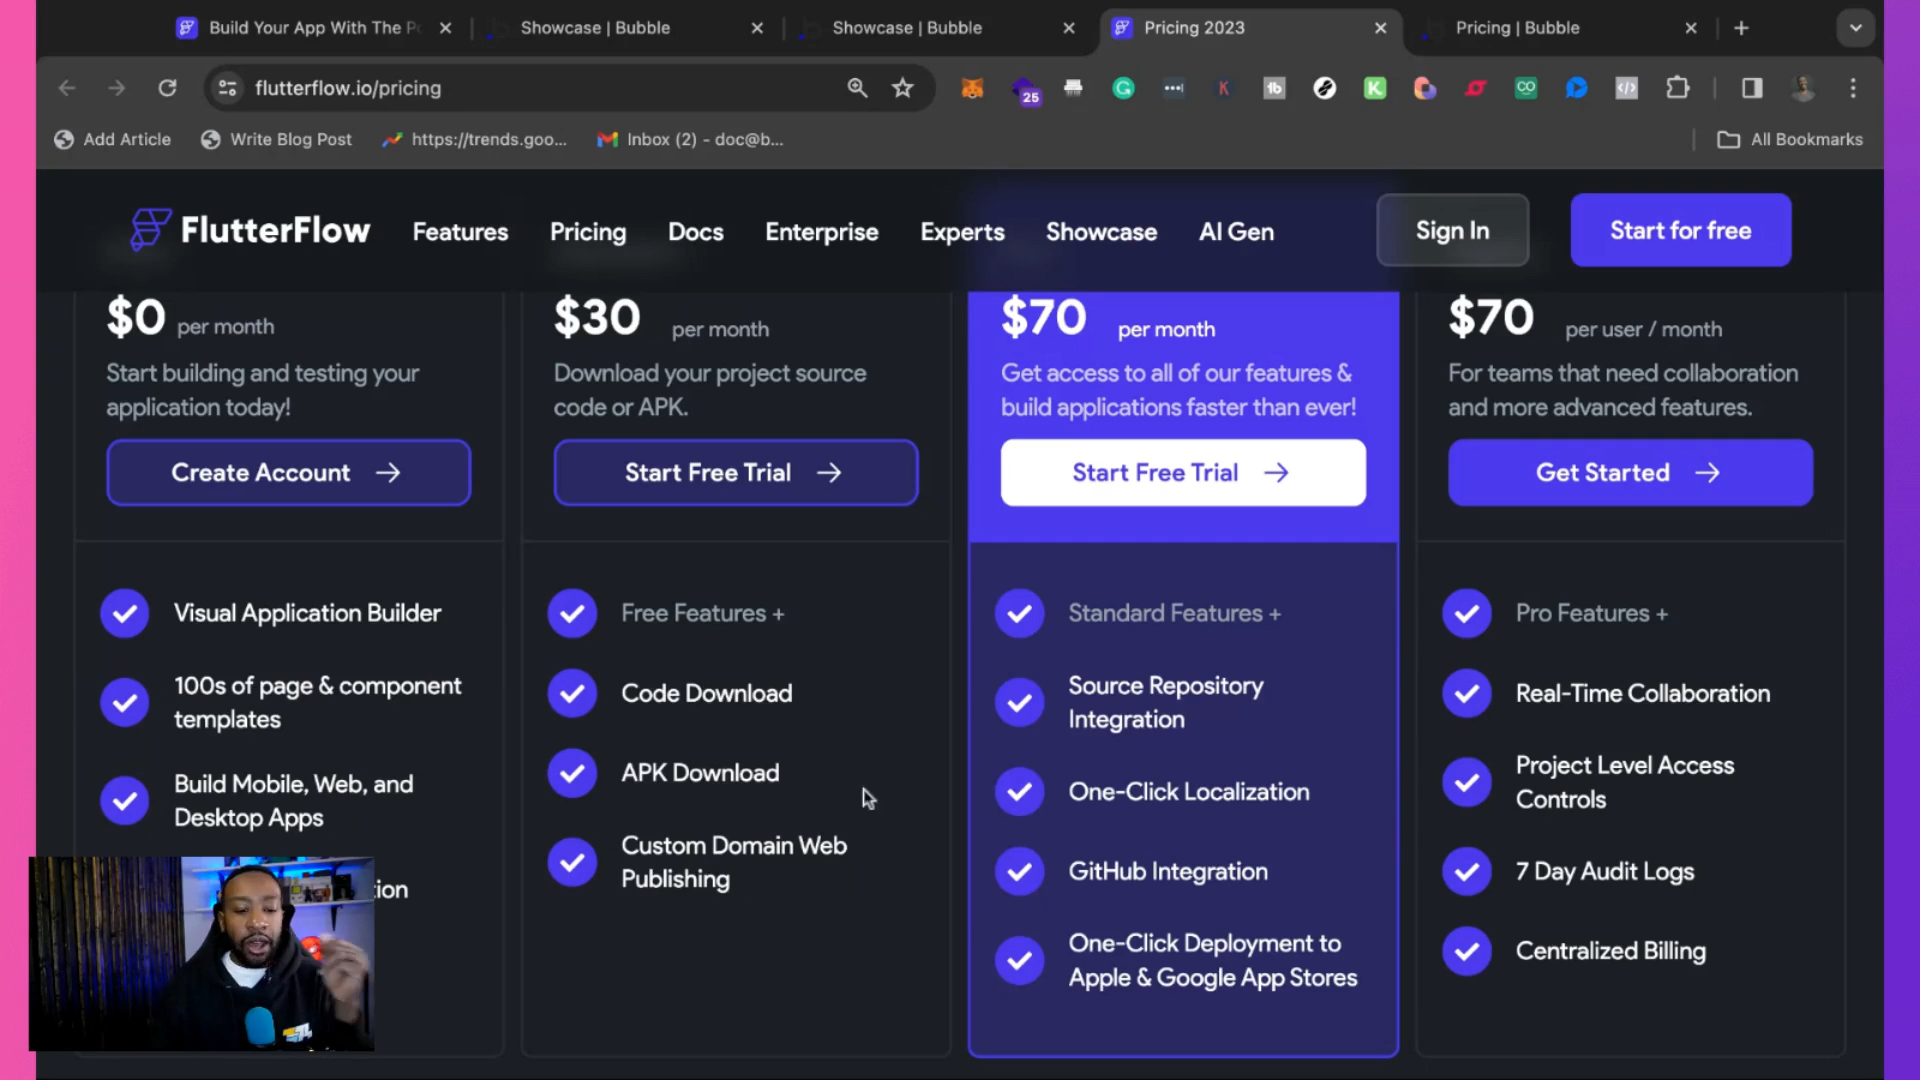 Build Your App With The Po
Showcase | Bubble
Showcase | Bubble
Pricing 2023
Pricing | Bubble
flutterflow.io/pricing
25
K
tb
K
Add Article
Write Blog Post
https://trends.goo...
Inbox (2) - doc@b...
All Bookmarks
FlutterFlow
Features
Pricing
Docs
Enterprise
Experts
Showcase
AI Gen
Sign In
Start for free
$0 per month
Start building and testing your
application today!
Create Account
Visual Application Builder
100s of page & component
templates
Build Mobile, Web, and
Desktop Apps
tion
$30 per month
Download your project source
code or APK.
Start Free Trial
Free Features +
Code Download
APK Download
Custom Domain Web
Publishing
$70 per month
Get access to all of our features &
build applications faster than ever!
Start Free Trial
Standard Features +
Source Repository
Integration
One-Click Localization
GitHub Integration
One-Click Deployment to
Apple & Google App Stores
$70 per user / month
For teams that need collaboration
and more advanced features.
Get Started
Pro Features +
Real-Time Collaboration
Project Level Access
Controls
7 Day Audit Logs
Centralized Billing